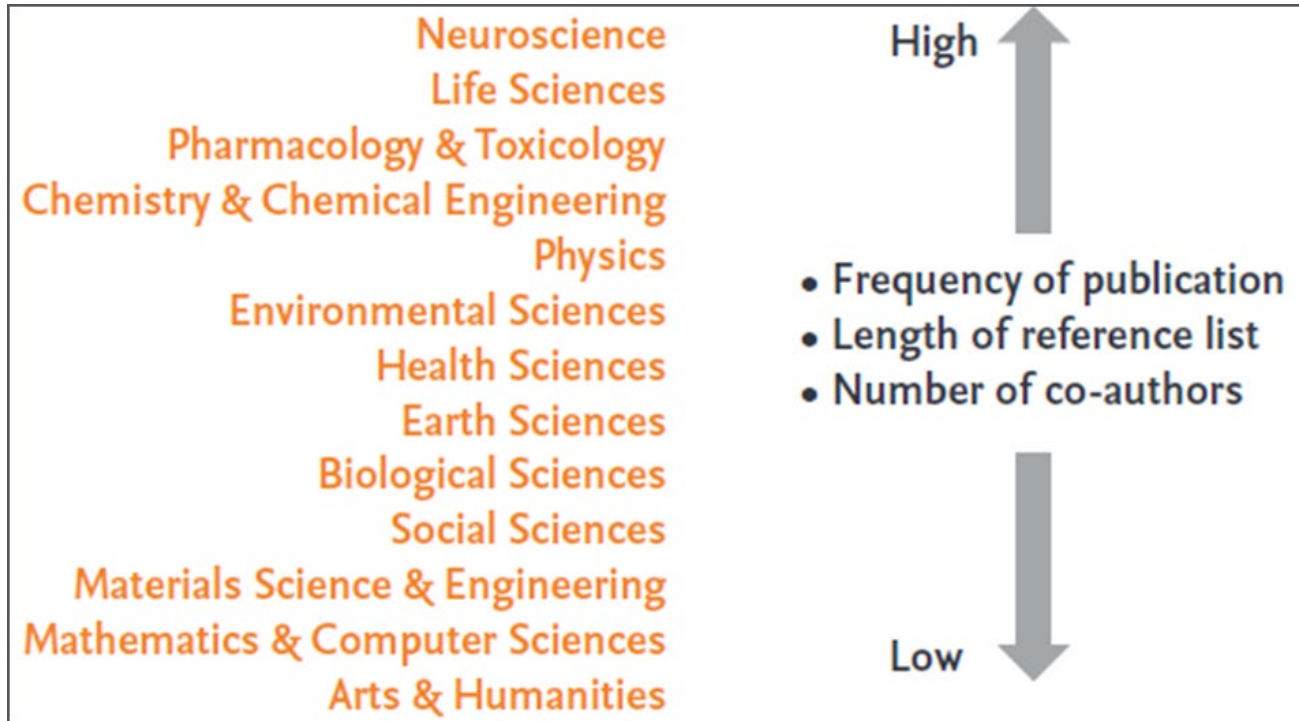 Neuroscience
Life Sciences
Pharmacology & Toxicology
Chemistry & Chemical Engineering
Physics
Environmental Sciences
Health Sciences
Earth Sciences
Biological Sciences
Social Sciences
Materials Science & Engineering
Mathematics & Computer Sciences
Arts & Humanities
High
• Frequency of publication
• Length of reference list
• Number of co-authors
Low